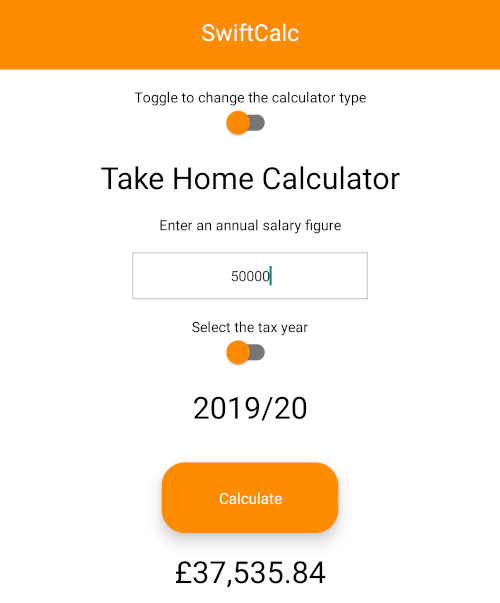 SwiftCalc
Toggle to change the calculator type
Take Home Calculator
Enter an annual salary figure
50000
Select the tax year
2019/20
Calculate
£37,535.84